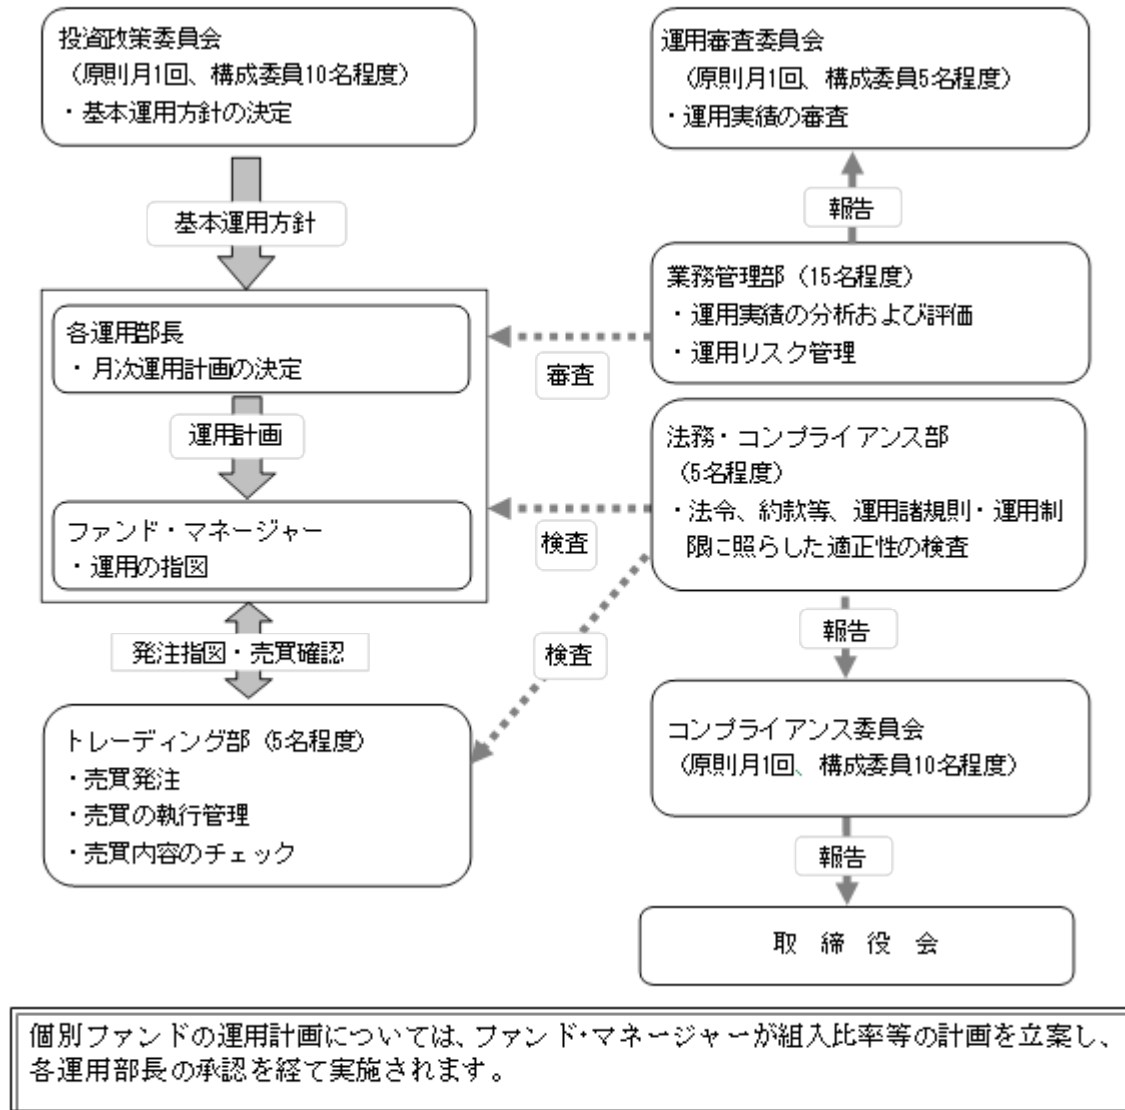 投資政策委員会
（原則月1回、構成委員10名程度）
・基本運用方針の決定
基本運用方針
各運用部長
・月次運用計画の決定
運用計画
ファンド・マネージャー
・運用の指図
発注指図・売買確認
トレーディング部（5名程度）
・売買発注
・売買の執行管理
・売買内容のチェック
運用審査委員会
（原則月1回、構成委員5名程度）
・運用実績の審査
報告
業務管理部（15名程度）
・運用実績の分析および評価
・運用リスク管理
審査
法務・コンプライアンス部
（5名程度）
・法令、約款等、運用諸規則・運用制
限に照らした適正性の検査
検査
検査
報告
コンプライアンス委員会
（原則月1回、構成委員10名程度）
報告
取　締　役　会
個別ファンドの運用計画については、ファンド・マネージャーが組入比率等の計画を立案し、
各運用部長の承認を経て実施されます。